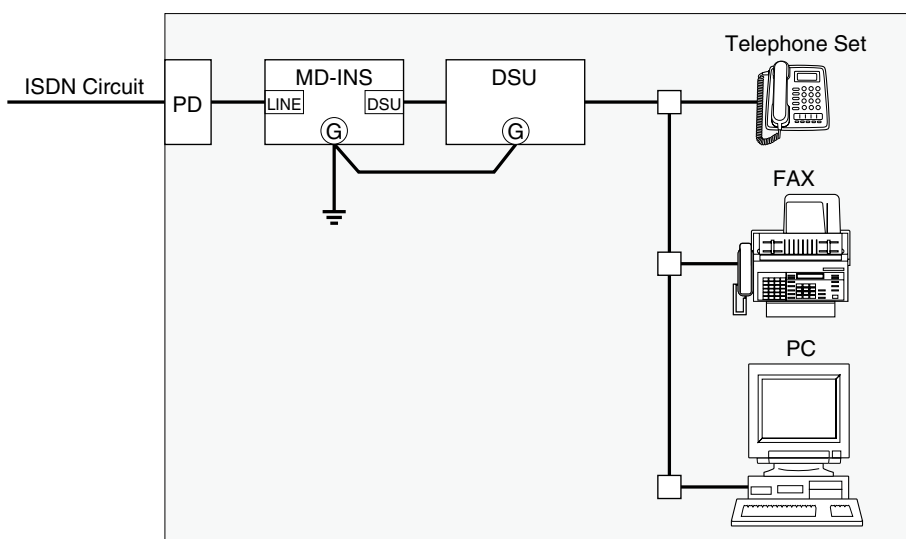 Telephone Set
ISDN Circuit
PD
MD-INS
LINE
DSU
G
DSU
G
FAX
PC